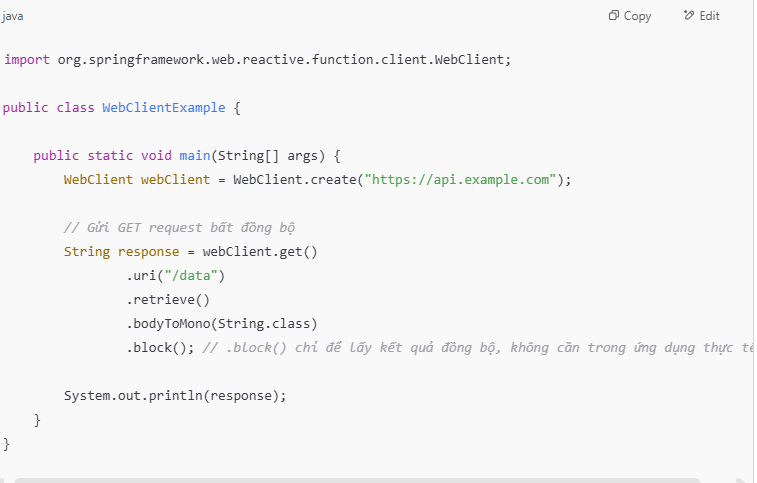 java
Copy
Edit
import org.springframework.web.reactive.function.client.WebClient;
public class WebClientExample {
public static void main(String[] args) {
WebClient webClient = WebClient.create("https://api.example.com");
// Gửi GET request bất đồng bộ
String response = webClient.get()
.uri("/data")
.retrieve()
.bodyToMono(String.class)
.block(); // .block() chỉ để lấy kết quả đồng bộ, không cần trong ứng dụng thực tế
System.out.println(response);
}
}